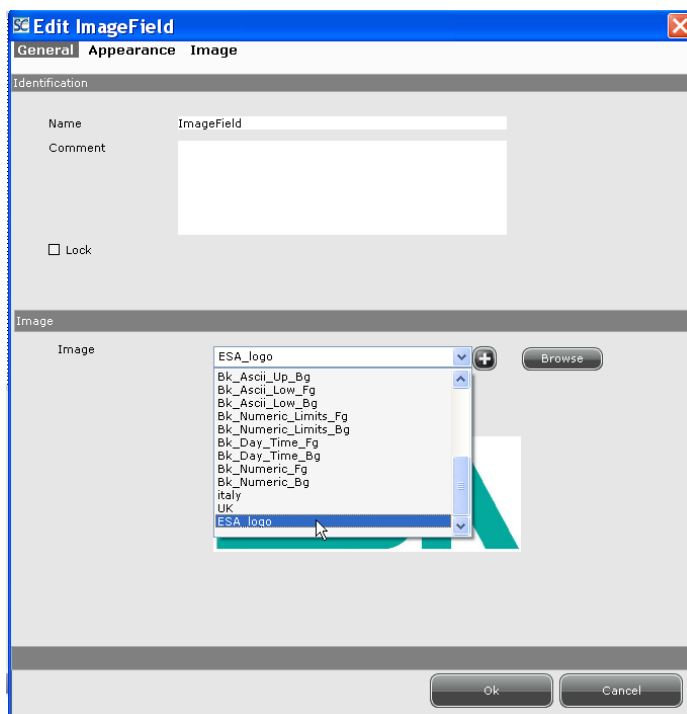 SC Edit ImageField
General Appearance Image
Identification
Name ImageField
Comment
Lock
Image
Image ESA_logo Browse
Bk_Ascii_Up_Bg
Bk_Ascii_Low_Fg
Bk_Ascii_Low_Bg
Bk_Numeric_Limits_Fg
Bk_Numeric_Limits_Bg
Bk_Day_Time_Fg
Bk_Day_Time_Bg
Bk_Numeric_Fg
Bk_Numeric_Bg
italy
UK
ESA_logo
Ok Cancel